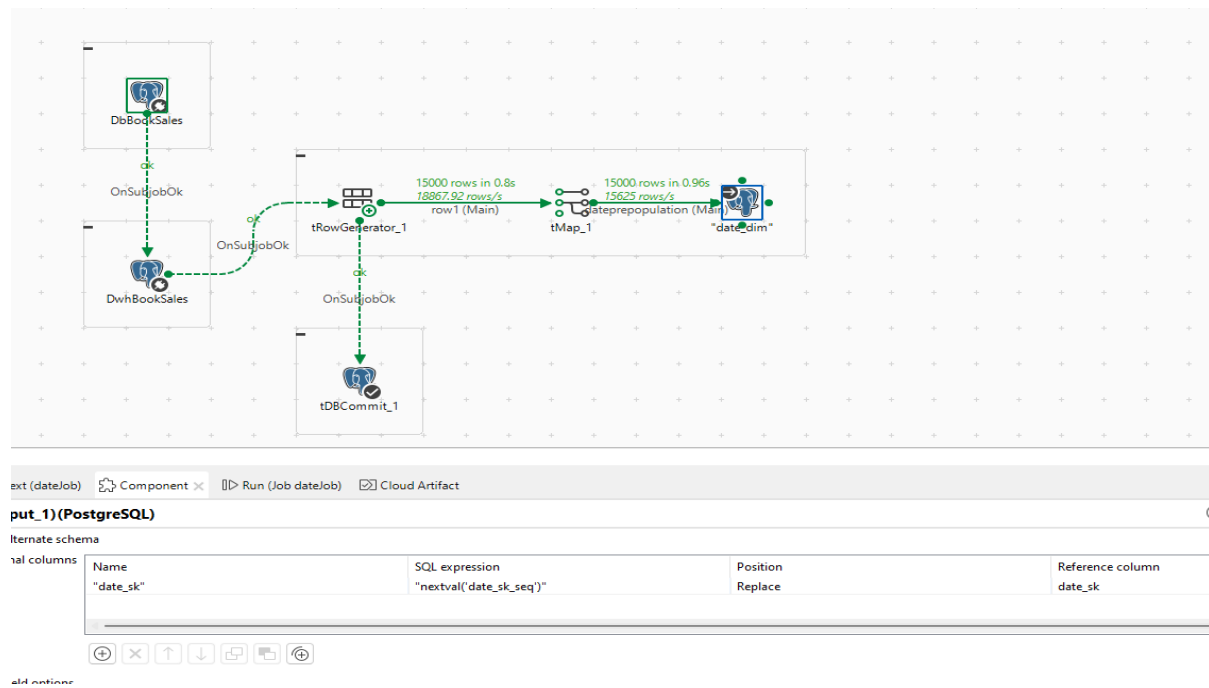 DbBookSales
ok
OnSubjobOk
DwhBookSales
ok
OnSubjobOk
15000 rows in 0.8s
18867.92 rows/s
row1 (Main)
tRowGenerator_1
15000 rows in 0.96s
15625 rows/s
dateprepopulation (Main)
tMap_1
"date_dim"
ok
OnSubjobOk
tDBCommit_1
ext (dateJob) Component Run (Job dateJob) Cloud Artifact
put_1)(PostgreSQL)
lternate schema
nal columns
Name SQL expression Position Reference column
"date_sk" "nextval('date_sk_seq')" Replace date_sk
eld options